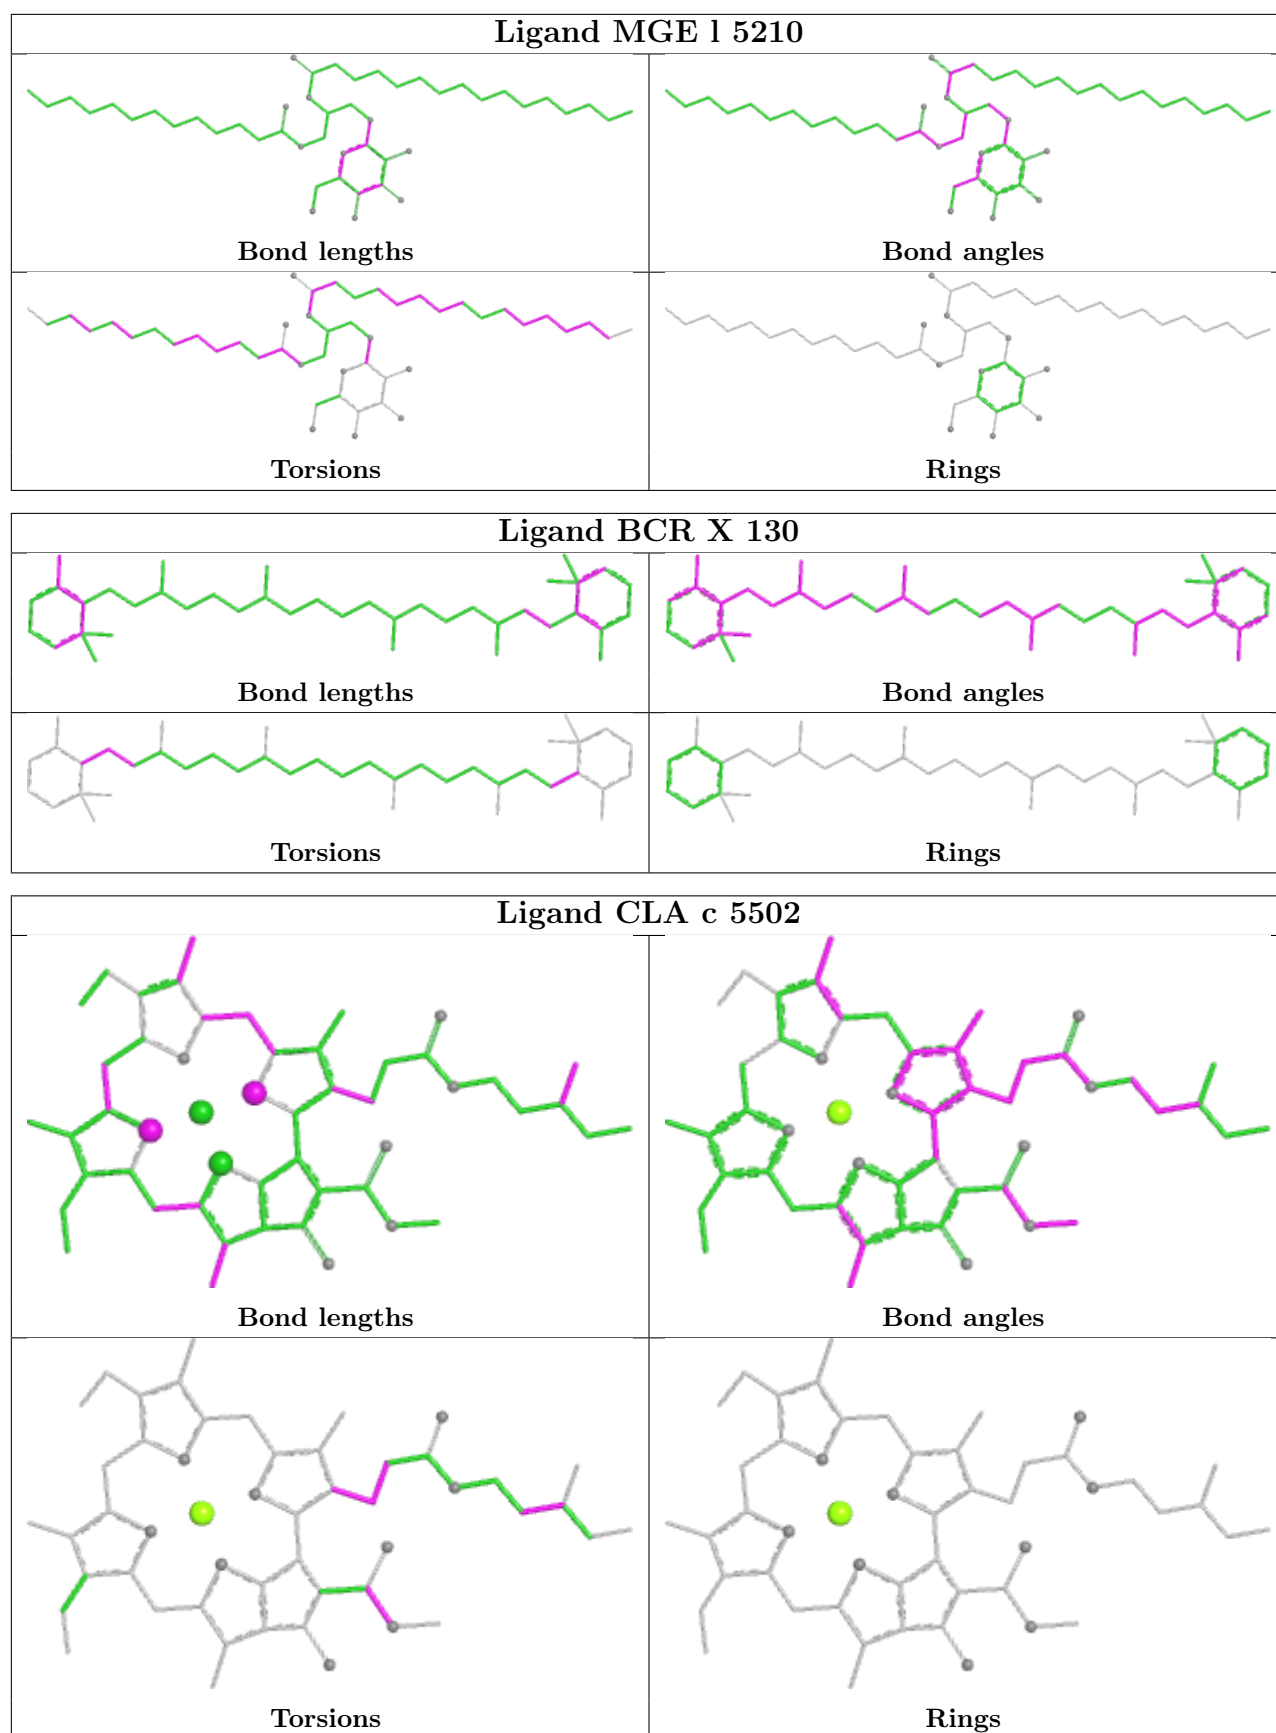 Ligand MGE l 5210
Bond lengths
Bond angles
Torsions
Rings
Ligand BCR X 130
Bond lengths
Bond angles
Torsions
Rings
Ligand CLA c 5502
Bond lengths
Bond angles
Torsions
Rings